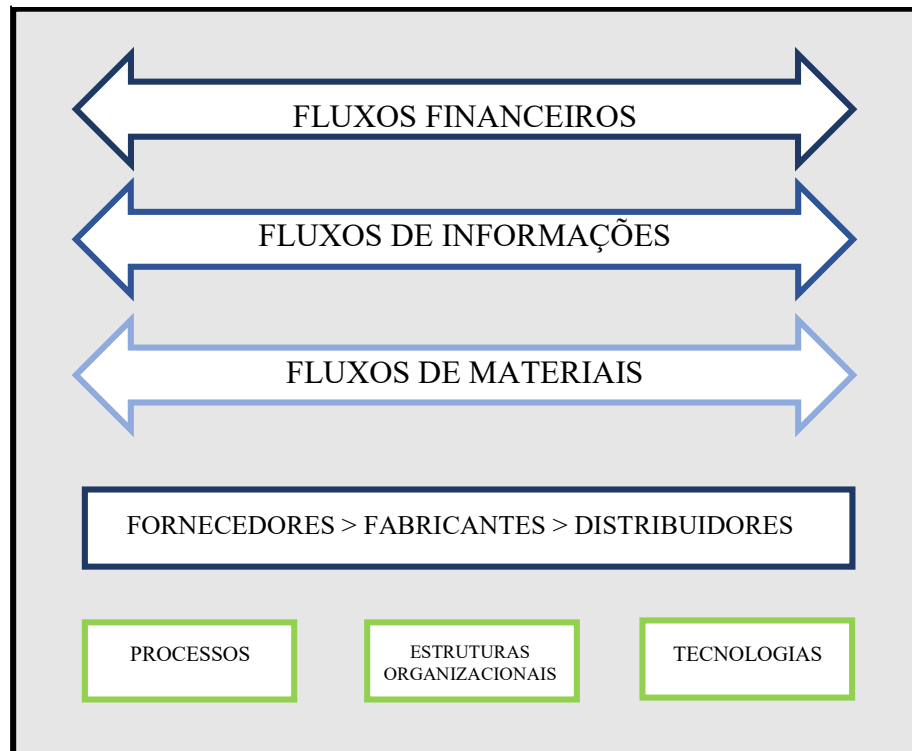 FLUXOS FINANCEIROS
FLUXOS DE INFORMAÇÕES
FLUXOS DE MATERIAIS
FORNECEDORES > FABRICANTES > DISTRIBUIDORES
PROCESSOS
ESTRUTURAS
ORGANIZACIONAIS
TECNOLOGIAS